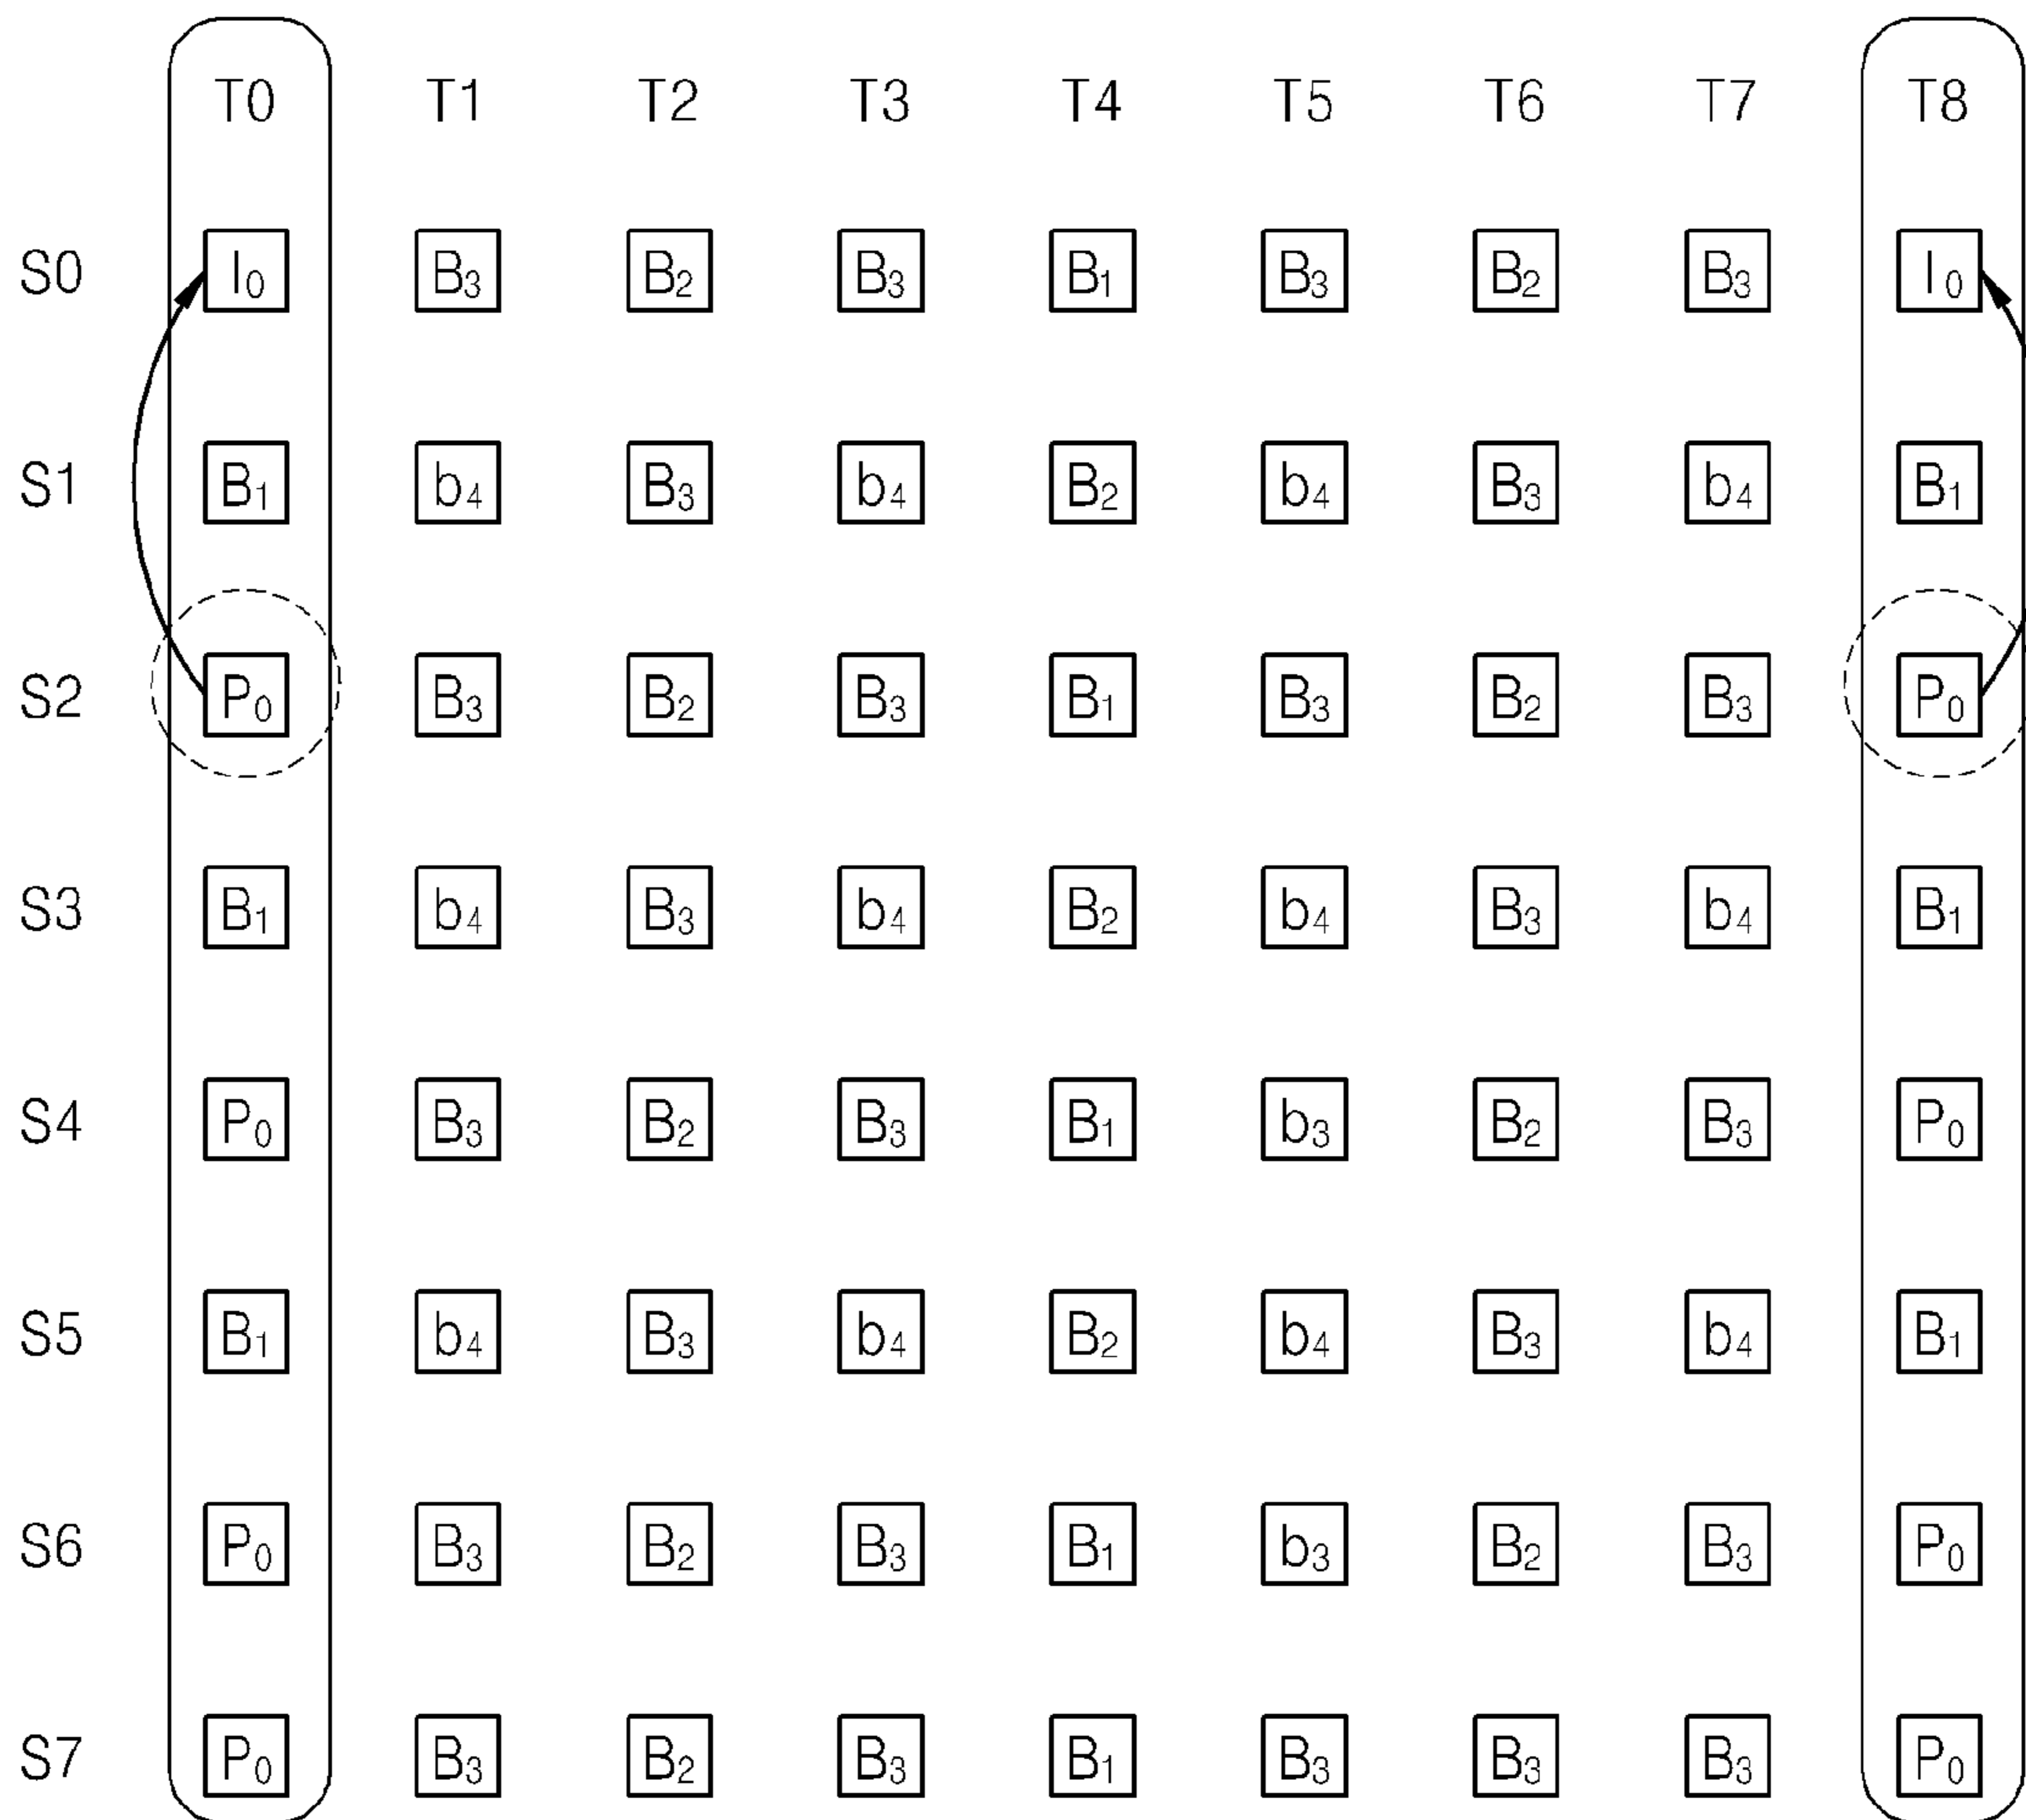 T0 T1 T2 T3 T4 T5 T6 T7 T8
S0 I0 B3 B2 B3 B1 B3 B2 B3 I0
S1 B1 b4 B3 b4 B2 b4 B3 b4 B1
S2 P0 B3 B2 B3 B1 B3 B2 B3 P0
S3 B1 b4 B3 b4 B2 b4 B3 b4 B1
S4 P0 B3 B2 B3 B1 b3 B2 B3 P0
S5 B1 b4 B3 b4 B2 b4 B3 b4 B1
S6 P0 B3 B2 B3 B1 b3 B2 B3 P0
S7 P0 B3 B2 B3 B1 B3 B3 B3 P0